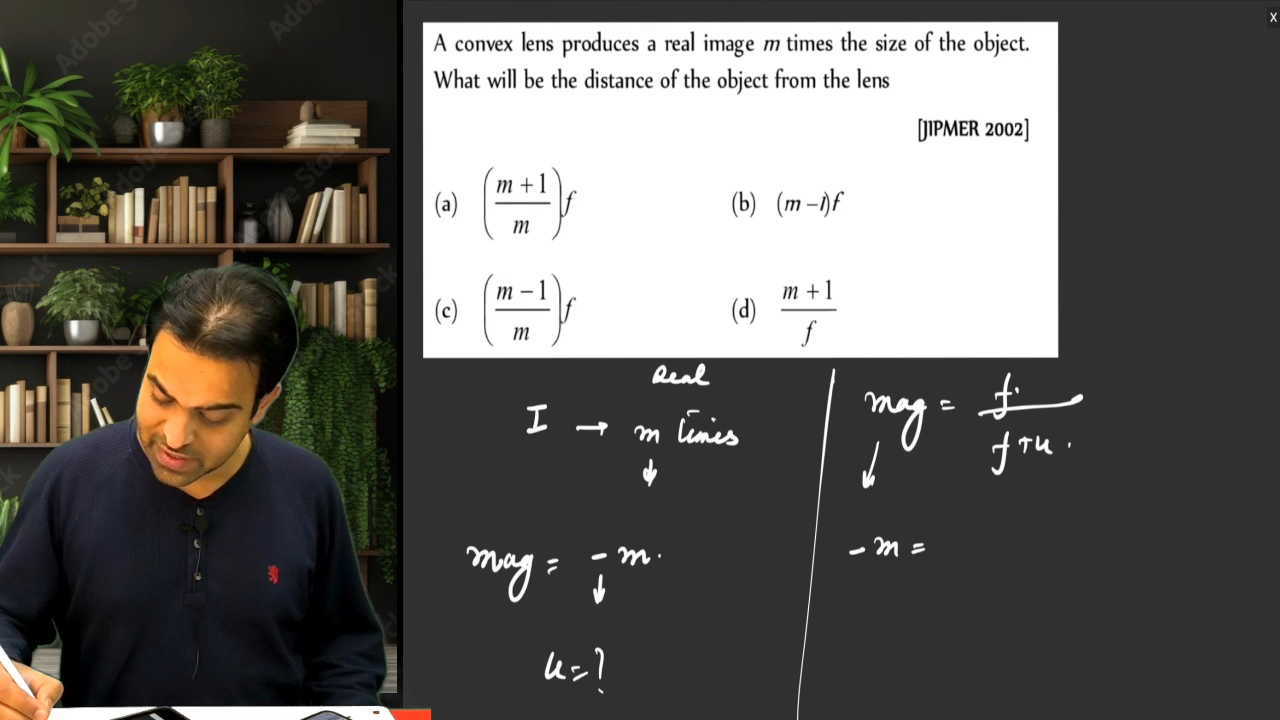 X
A convex lens produces a real image m times the size of the object.
What will be the distance of the object from the lens
[JIPMER 2002]
(a) (m + 1 / m) f
(b) (m – i) f
(c) (m – 1 / m) f
(d) m + 1 / f
Real
I → m times
mag = - m.
u = ?
mag = f / f + u.
- m =